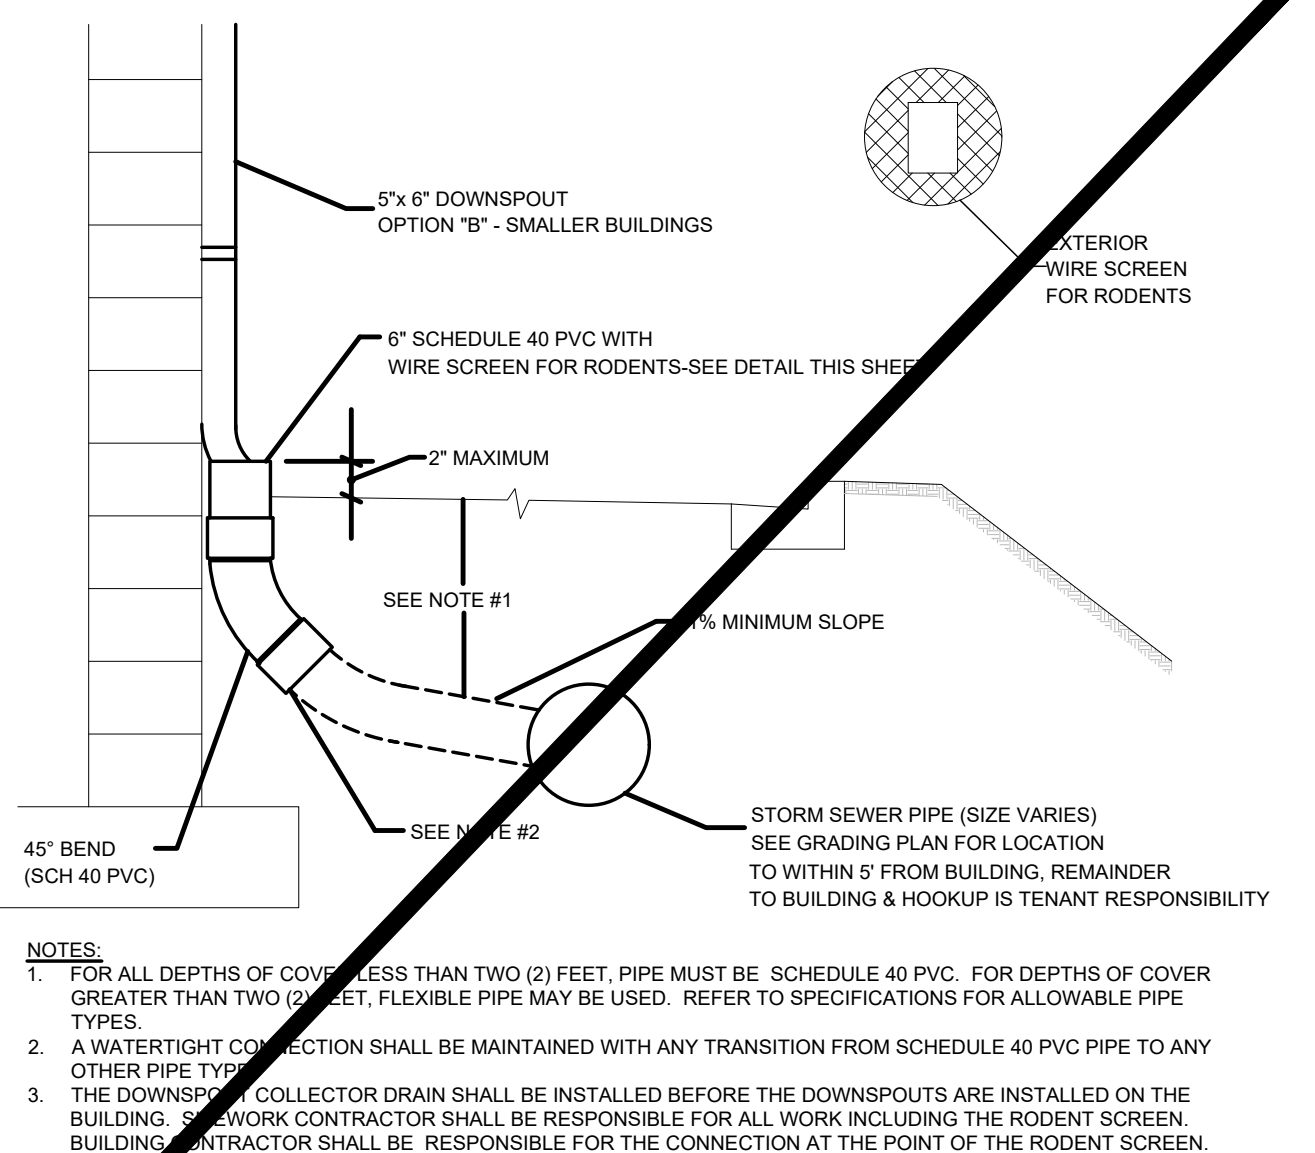 5"x 6" DOWNSPOUT
OPTION "B" - SMALLER BUILDINGS
EXTERIOR
WIRE SCREEN
FOR RODENTS
6" SCHEDULE 40 PVC WITH
WIRE SCREEN FOR RODENTS-SEE DETAIL THIS SHEET
2" MAXIMUM
SEE NOTE #1
1% MINIMUM SLOPE
SEE NOTE #2
45° BEND
(SCH 40 PVC)
STORM SEWER PIPE (SIZE VARIES)
SEE GRADING PLAN FOR LOCATION
TO WITHIN 5' FROM BUILDING, REMAINDER
TO BUILDING & HOOKUP IS TENANT RESPONSIBILITY
NOTES:
1. FOR ALL DEPTHS OF COVER LESS THAN TWO (2) FEET, PIPE MUST BE SCHEDULE 40 PVC. FOR DEPTHS OF COVER
GREATER THAN TWO (2) FEET, FLEXIBLE PIPE MAY BE USED. REFER TO SPECIFICATIONS FOR ALLOWABLE PIPE
TYPES.
2. A WATERTIGHT CONNECTION SHALL BE MAINTAINED WITH ANY TRANSITION FROM SCHEDULE 40 PVC PIPE TO ANY
OTHER PIPE TYPE
3. THE DOWNSPOUT COLLECTOR DRAIN SHALL BE INSTALLED BEFORE THE DOWNSPOUTS ARE INSTALLED ON THE
BUILDING. SITEWORK CONTRACTOR SHALL BE RESPONSIBLE FOR ALL WORK INCLUDING THE RODENT SCREEN.
BUILDING CONTRACTOR SHALL BE RESPONSIBLE FOR THE CONNECTION AT THE POINT OF THE RODENT SCREEN.